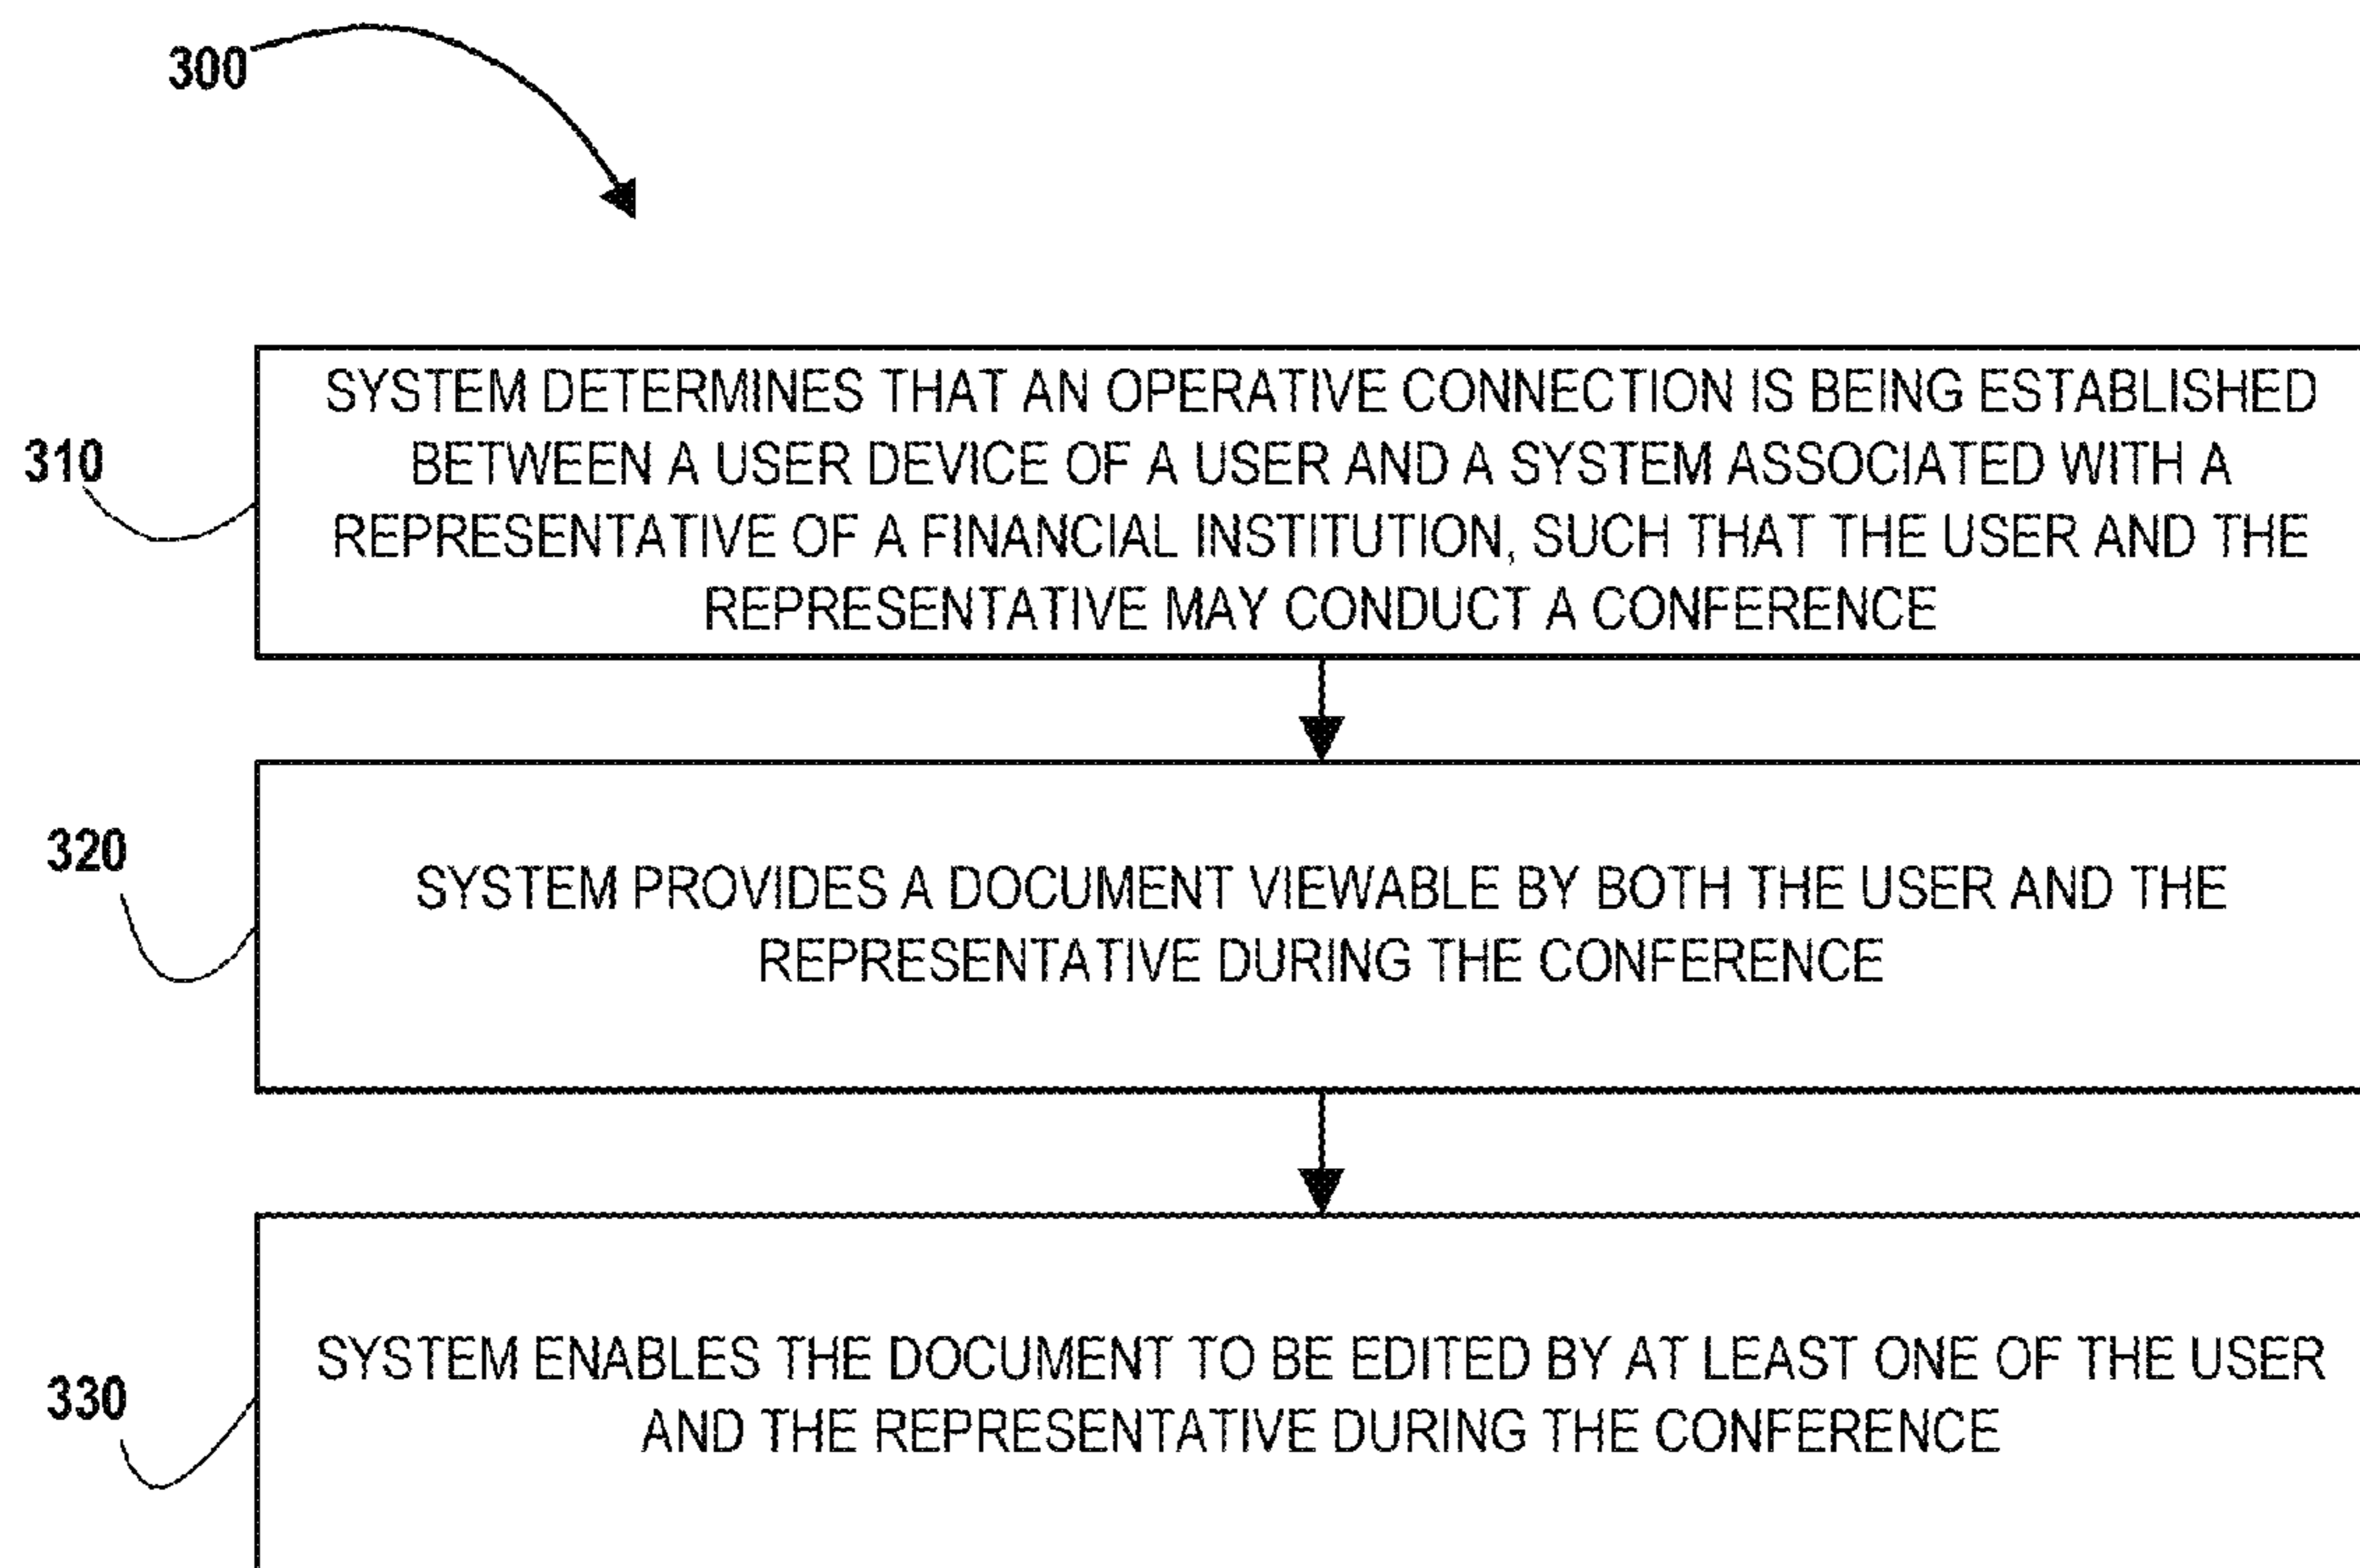 300
310
SYSTEM DETERMINES THAT AN OPERATIVE CONNECTION IS BEING ESTABLISHED
BETWEEN A USER DEVICE OF A USER AND A SYSTEM ASSOCIATED WITH A
REPRESENTATIVE OF A FINANCIAL INSTITUTION, SUCH THAT THE USER AND THE
REPRESENTATIVE MAY CONDUCT A CONFERENCE
320
SYSTEM PROVIDES A DOCUMENT VIEWABLE BY BOTH THE USER AND THE
REPRESENTATIVE DURING THE CONFERENCE
330
SYSTEM ENABLES THE DOCUMENT TO BE EDITED BY AT LEAST ONE OF THE USER
AND THE REPRESENTATIVE DURING THE CONFERENCE